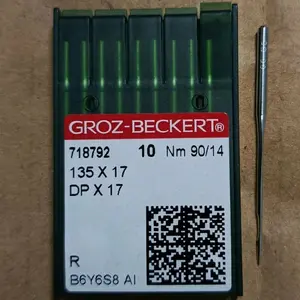 GROZ-BECKERT®
718792 10 Nm 90/14
135 X 17
DP X 17
R
B6Y6S8 AI